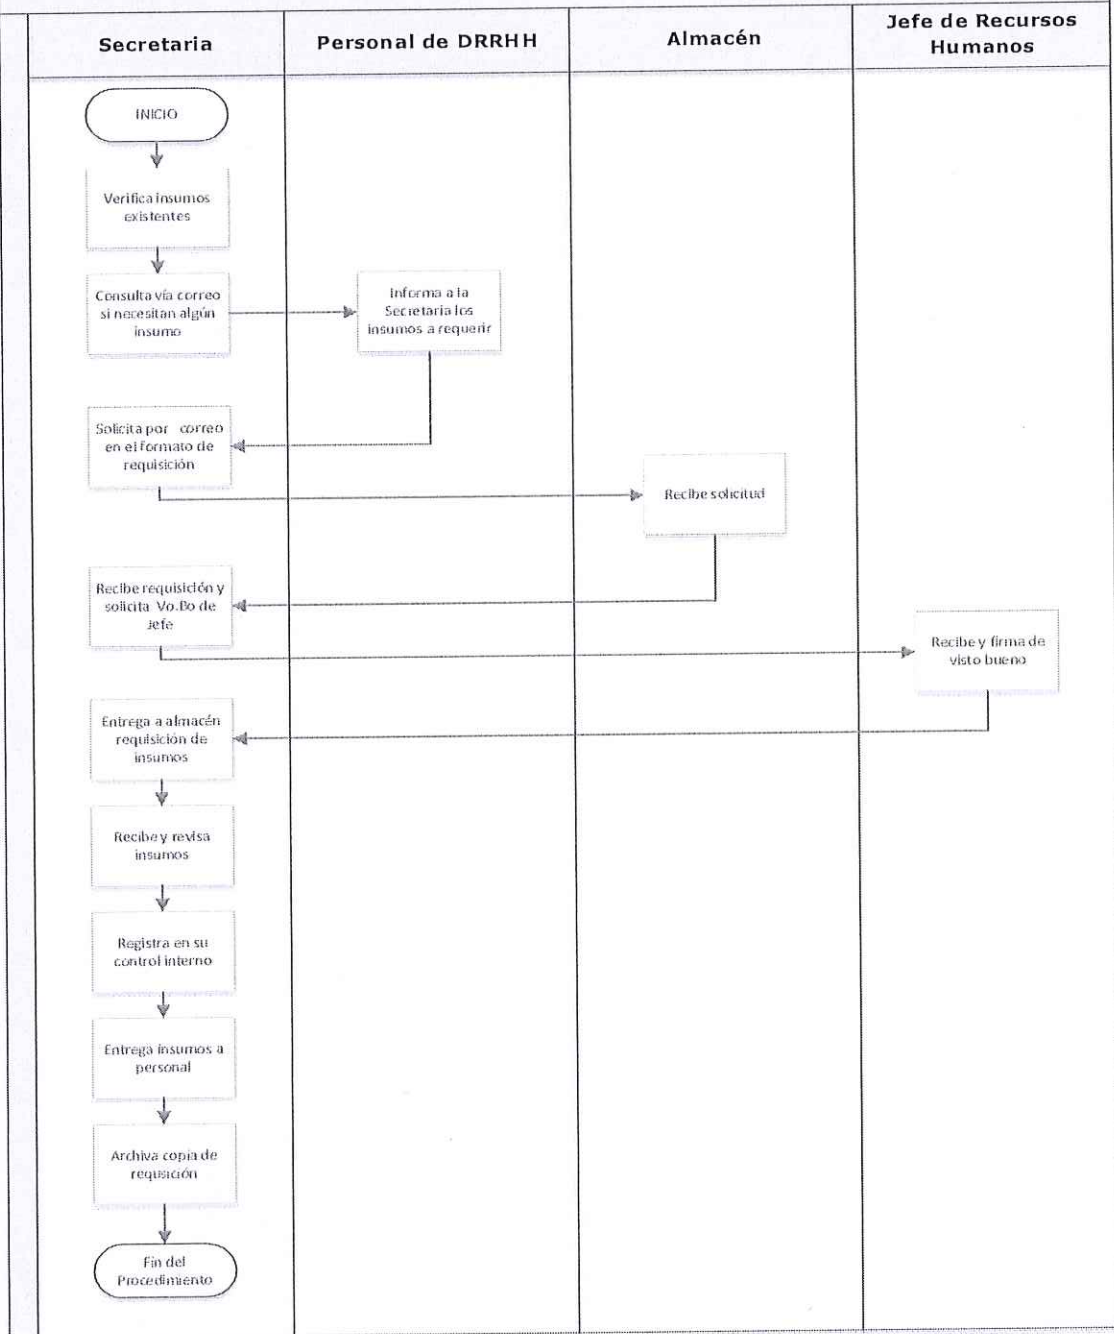 Secretaria
Personal de DRRHH
Almacén
Jefe de Recursos
Humanos
INICIO
Verifica insumos
existentes
Consulta vía correo
si necesitan algún
insumo
Informa a la
Secretaria los
insumos a requerir
Solicita por correo
en el formato de
requisición
Recibe solicitud
Recibe requisición y
solicita Vo.Bo de
Jefe
Recibe y firma de
visto bueno
Entrega a almacén
requisición de
insumos
Recibe y revisa
insumos
Registra en su
control interno
Entrega insumos a
personal
Archiva copia de
requsición
Fin del
Procedimiento